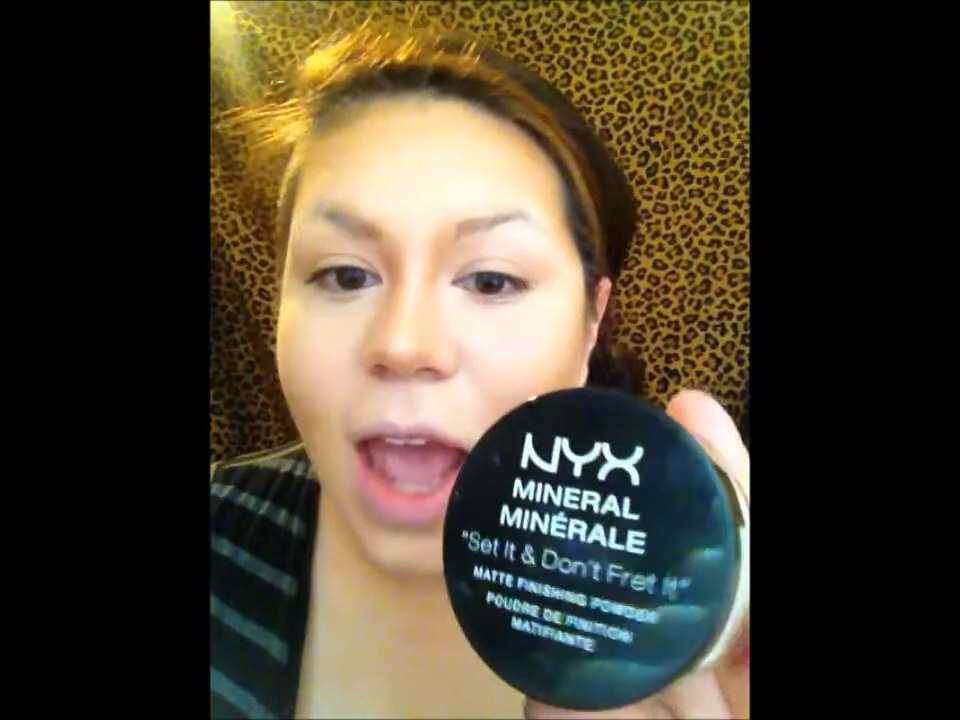 NYX
MINERAL
MINÉRALE
"Set It & Don't Fret It"
MATTE FINISHING POWDER
POUDRE DE FINITION
MATIFIANTE